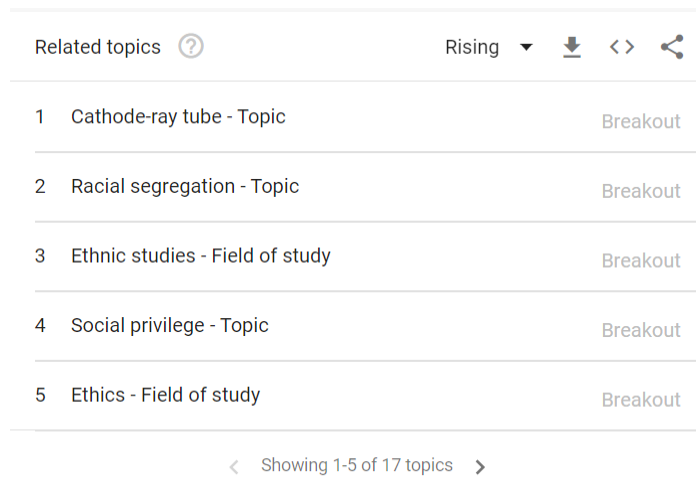 Related topics ? Rising
1 Cathode-ray tube - Topic Breakout
2 Racial segregation - Topic Breakout
3 Ethnic studies - Field of study Breakout
4 Social privilege - Topic Breakout
5 Ethics - Field of study Breakout
Showing 1-5 of 17 topics